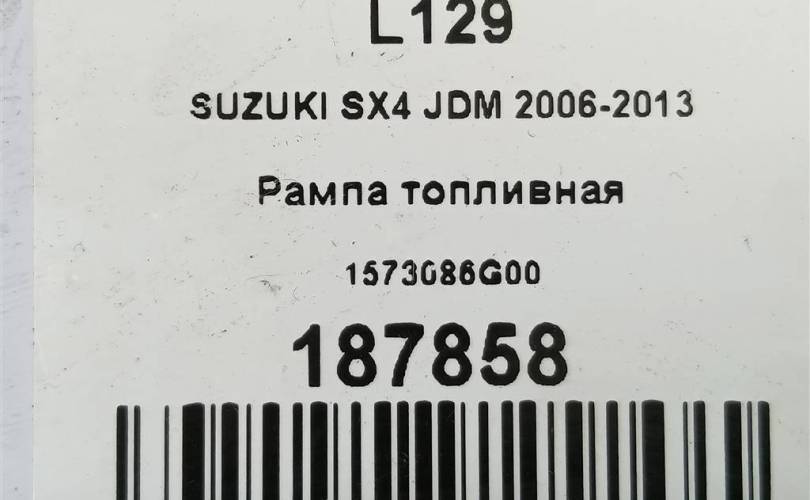 L129
SUZUKI SX4 JDM 2006-2013
Рампа топливная
1573086G00
187858